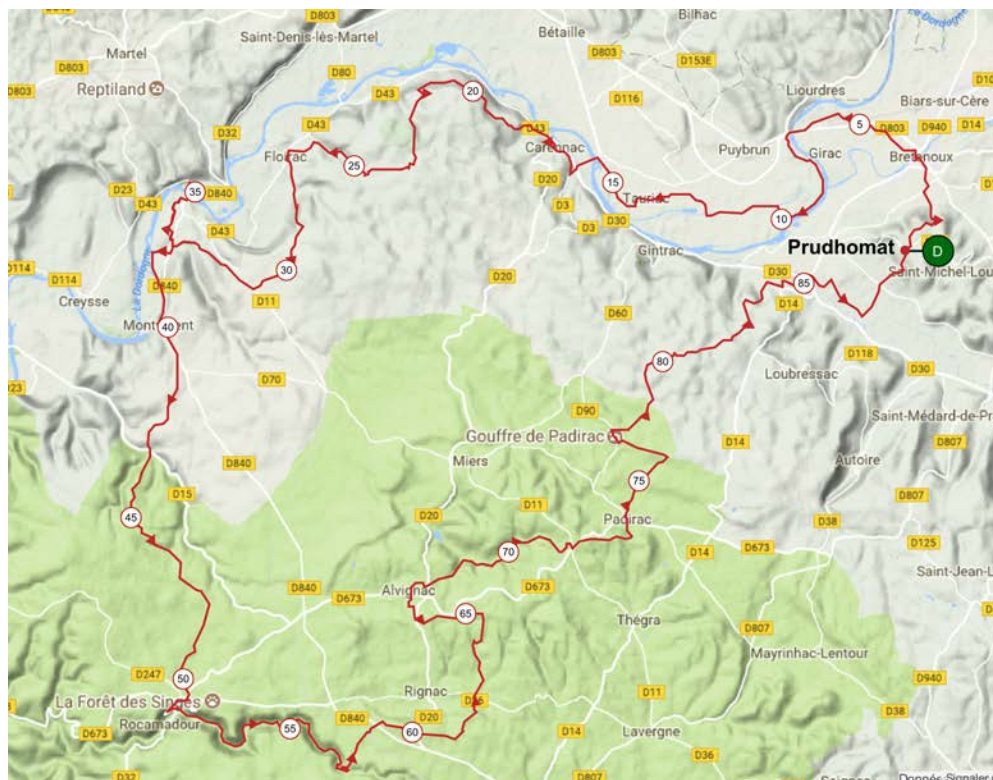 D803
Saint-Denis lès Martel
Bétaille
Bilhac
Martel
D803
D153E
La Dordogne
D803
D80
Liourdres
Reptiland
D43
20
D116
Biars-sur-Cère
D32
D43
D43
5
D803
D940
D14
Floirac
Carennac
Puybrun
Girac
Bretenoux
25
D20
15
D23
35
D840
Tauriac
D43
D3
D43
D30
10
D3
Gintrac
Prudhomat
D
30
D20
D30
85
Saint-Michel-Lou
D114
D114
D14
Creysse
La Dordogne
D840
D11
D60
40
D118
D70
80
Loubressac
D30
D23
D90
Saint-Médard-de-Pr
Gouffre de Padirac
D14
D807
Miers
Autoire
D840
D15
75
D807
45
D20
D11
Padirac
D38
D125
70
D14
D673
Saint-Jean-L
D840
D673
Alvignac
D673
65
Thégra
D807
Mayrinhac-Lentour
D247
50
D940
La Forêt des Singes
Rignac
D11
Rocamadour
D840
D20
D38
D673
55
60
D14
Lavergne
D36
D32
D807